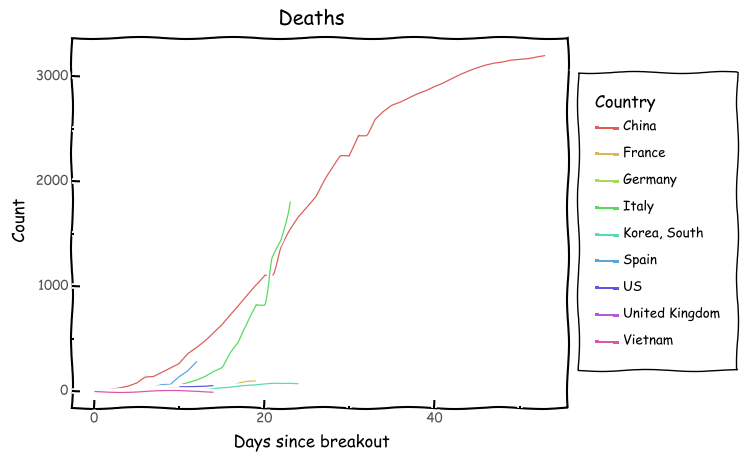 Deaths
3000
2000
1000
0
Count
0
20
40
Days since breakout
Country
China
France
Germany
Italy
Korea, South
Spain
US
United Kingdom
Vietnam